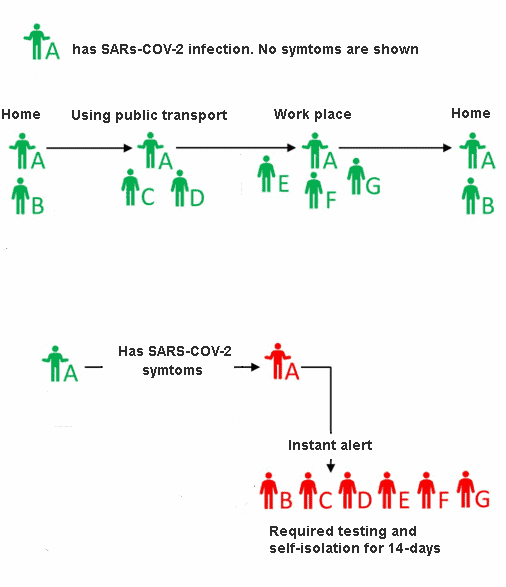 A has SARs-COV-2 infection. No symtoms are shown
Home Using public transport Work place Home
A A A A
B C D E F G B
A Has SARS-COV-2 A
symtoms
Instant alert
B C D E F G
Required testing and
self-isolation for 14-days